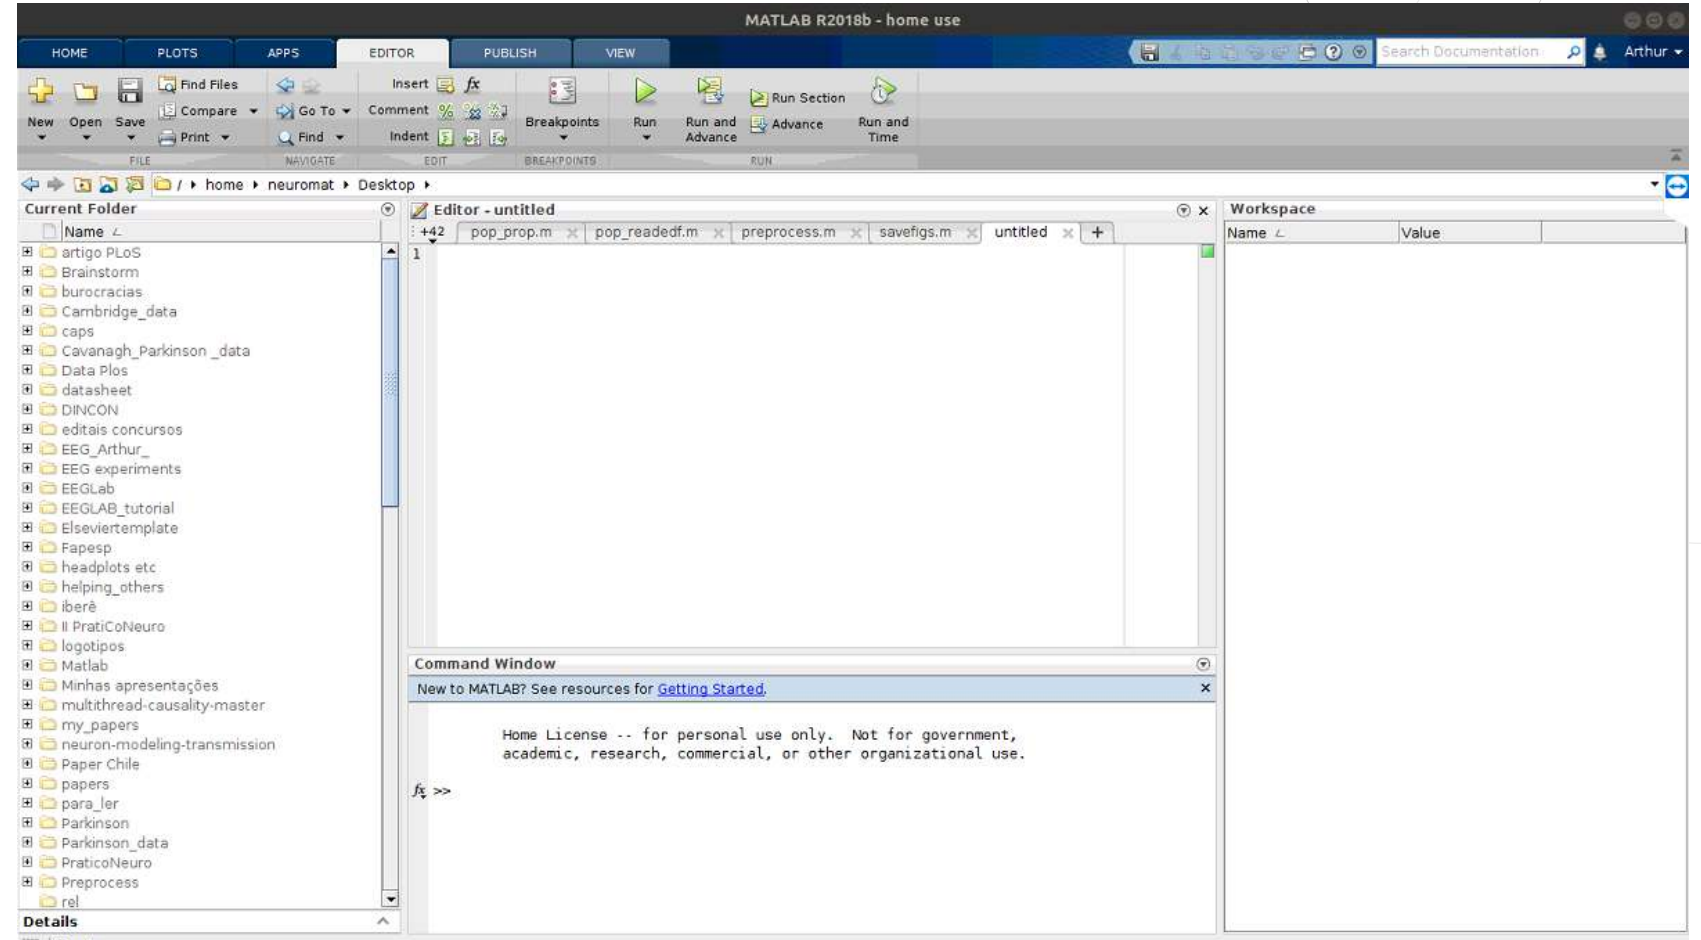 MATLAB R2018b - home use
HOME PLOTS APPS EDITOR PUBLISH VIEW Search Documentation Arthur
Find Files Insert fx
New Open Save Compare Go To Comment Breakpoints Run Run and Advance Run Section Run and Time
Print Find Indent Advance
FILE NAVIGATE EDIT BREAKPOINTS RUN
/ home neuromat Desktop
Current Folder
Name
artigo PLoS
Brainstorm
burocracias
Cambridge_data
caps
Cavanagh_Parkinson _data
Data Plos
datasheet
DINCON
editais concursos
EEG_Arthur_
EEG experiments
EEGLab
EEGLAB_tutorial
Elseviertemplate
Fapesp
headplots etc
helping_others
iberê
II PratiCoNeuro
logotipos
Matlab
Minhas apresentações
multithread-causality-master
my_papers
neuron-modeling-transmission
Paper Chile
papers
para_ler
Parkinson
Parkinson_data
PraticoNeuro
Preprocess
rel
Details
Editor - untitled
+42 pop_prop.m pop_readedf.m preprocess.m savefigs.m untitled +
1
Command Window
New to MATLAB? See resources for Getting Started.
Home License -- for personal use only. Not for government,
academic, research, commercial, or other organizational use.
fx >>
Workspace
Name Value